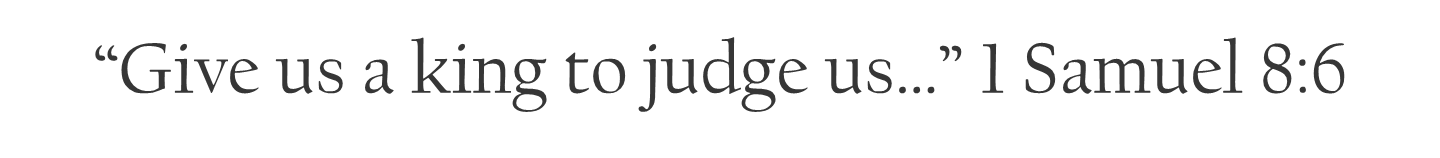 “Give us a king to judge us...” 1 Samuel 8:6